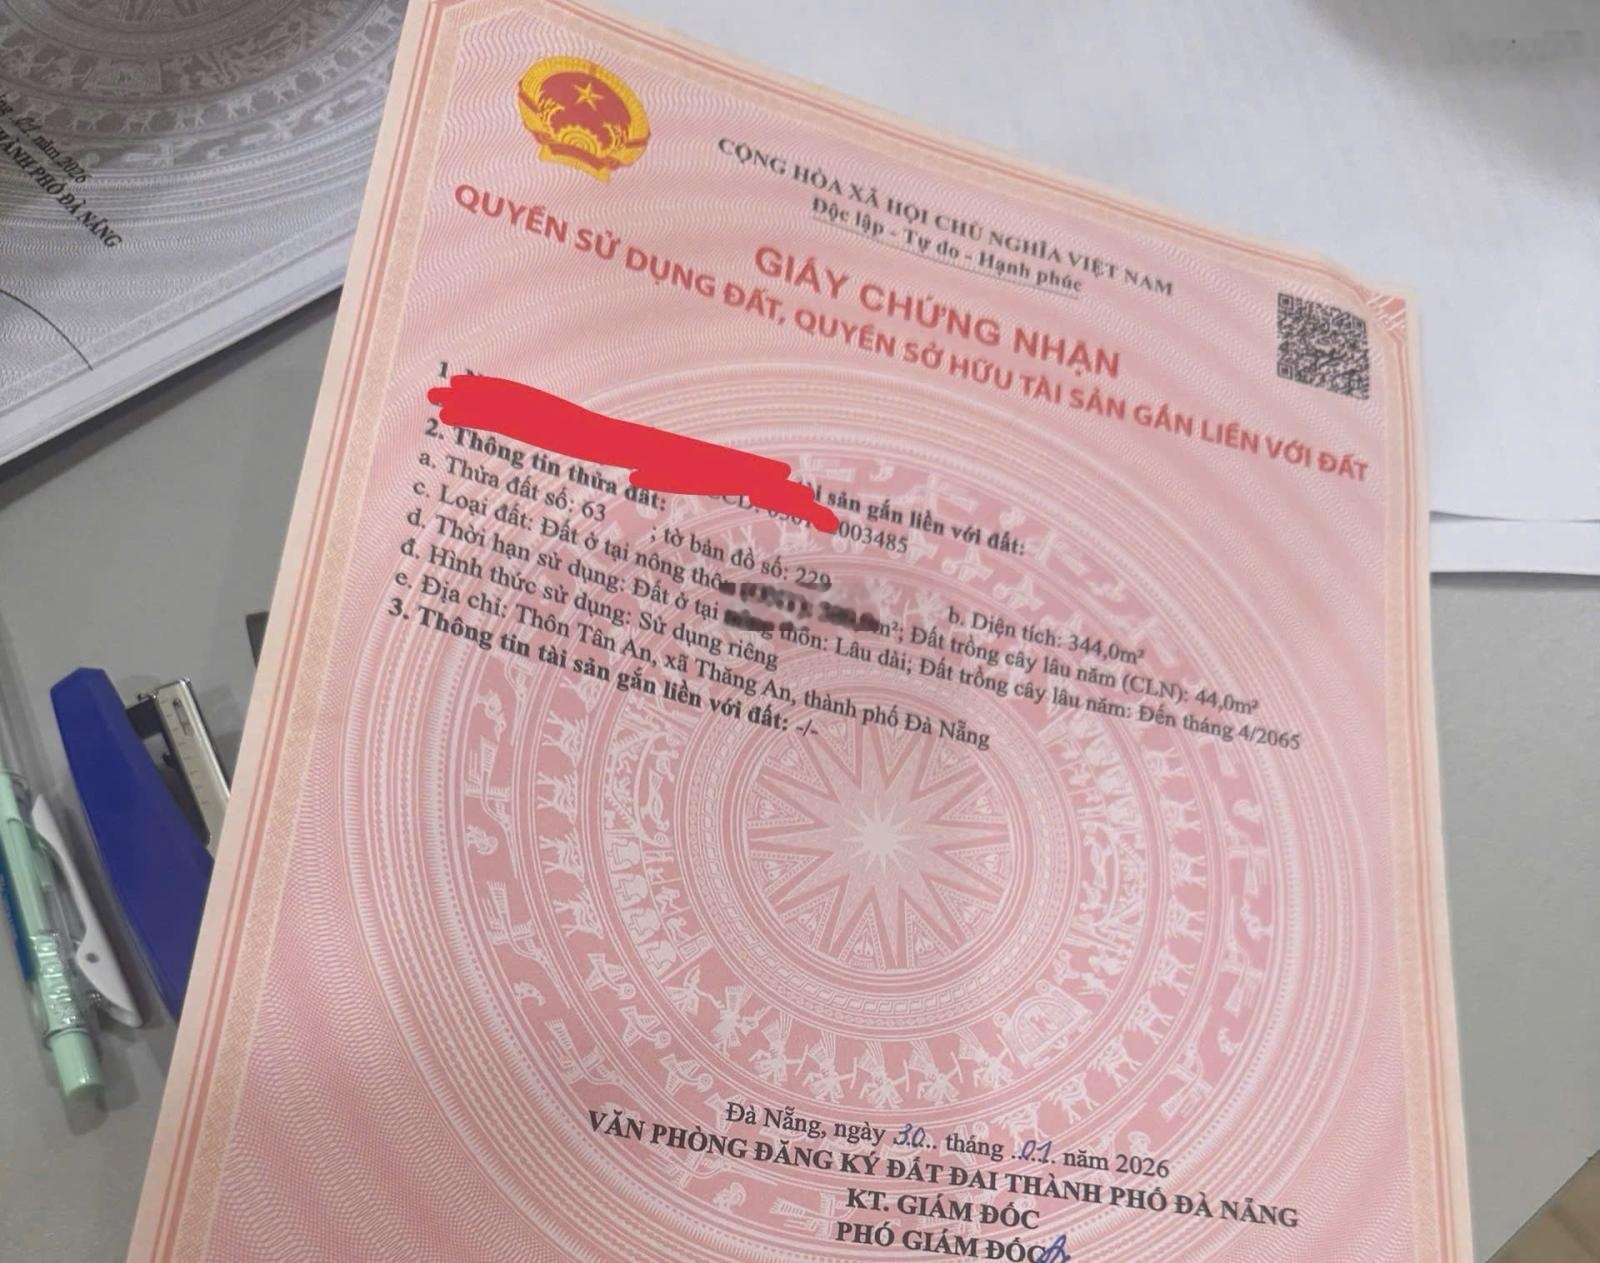 năm 2026
THÀNH PHỐ ĐÀ NẴNG
CỘNG HÒA XÃ HỘI CHỦ NGHĨA VIỆT NAM
Độc lập - Tự do - Hạnh phúc
GIẤY CHỨNG NHẬN
QUYỀN SỬ DỤNG ĐẤT, QUYỀN SỞ HỮU TÀI SẢN GẮN LIỀN VỚI ĐẤT
1.
003485
2. Thông tin thửa đất:
sản gắn liền với đất:
a. Thửa đất số: 63 ; tờ bản đồ số: 229 b. Diện tích: 344,0m²
c. Loại đất: Đất ở tại nông thôn m²; Đất trồng cây lâu năm (CLN): 44,0m²
d. Thời hạn sử dụng: Đất ở tại nông thôn: Lâu dài; Đất trồng cây lâu năm: Đến tháng 4/2065
đ. Hình thức sử dụng: Sử dụng riêng
e. Địa chỉ: Thôn Tân An, xã Thăng An, thành phố Đà Nẵng
3. Thông tin tài sản gắn liền với đất: -/-
Đà Nẵng, ngày 30.. tháng ..01. năm 2026
VĂN PHÒNG ĐĂNG KÝ ĐẤT ĐAI THÀNH PHỐ ĐÀ NẴNG
KT. GIÁM ĐỐC
PHÓ GIÁM ĐỐC